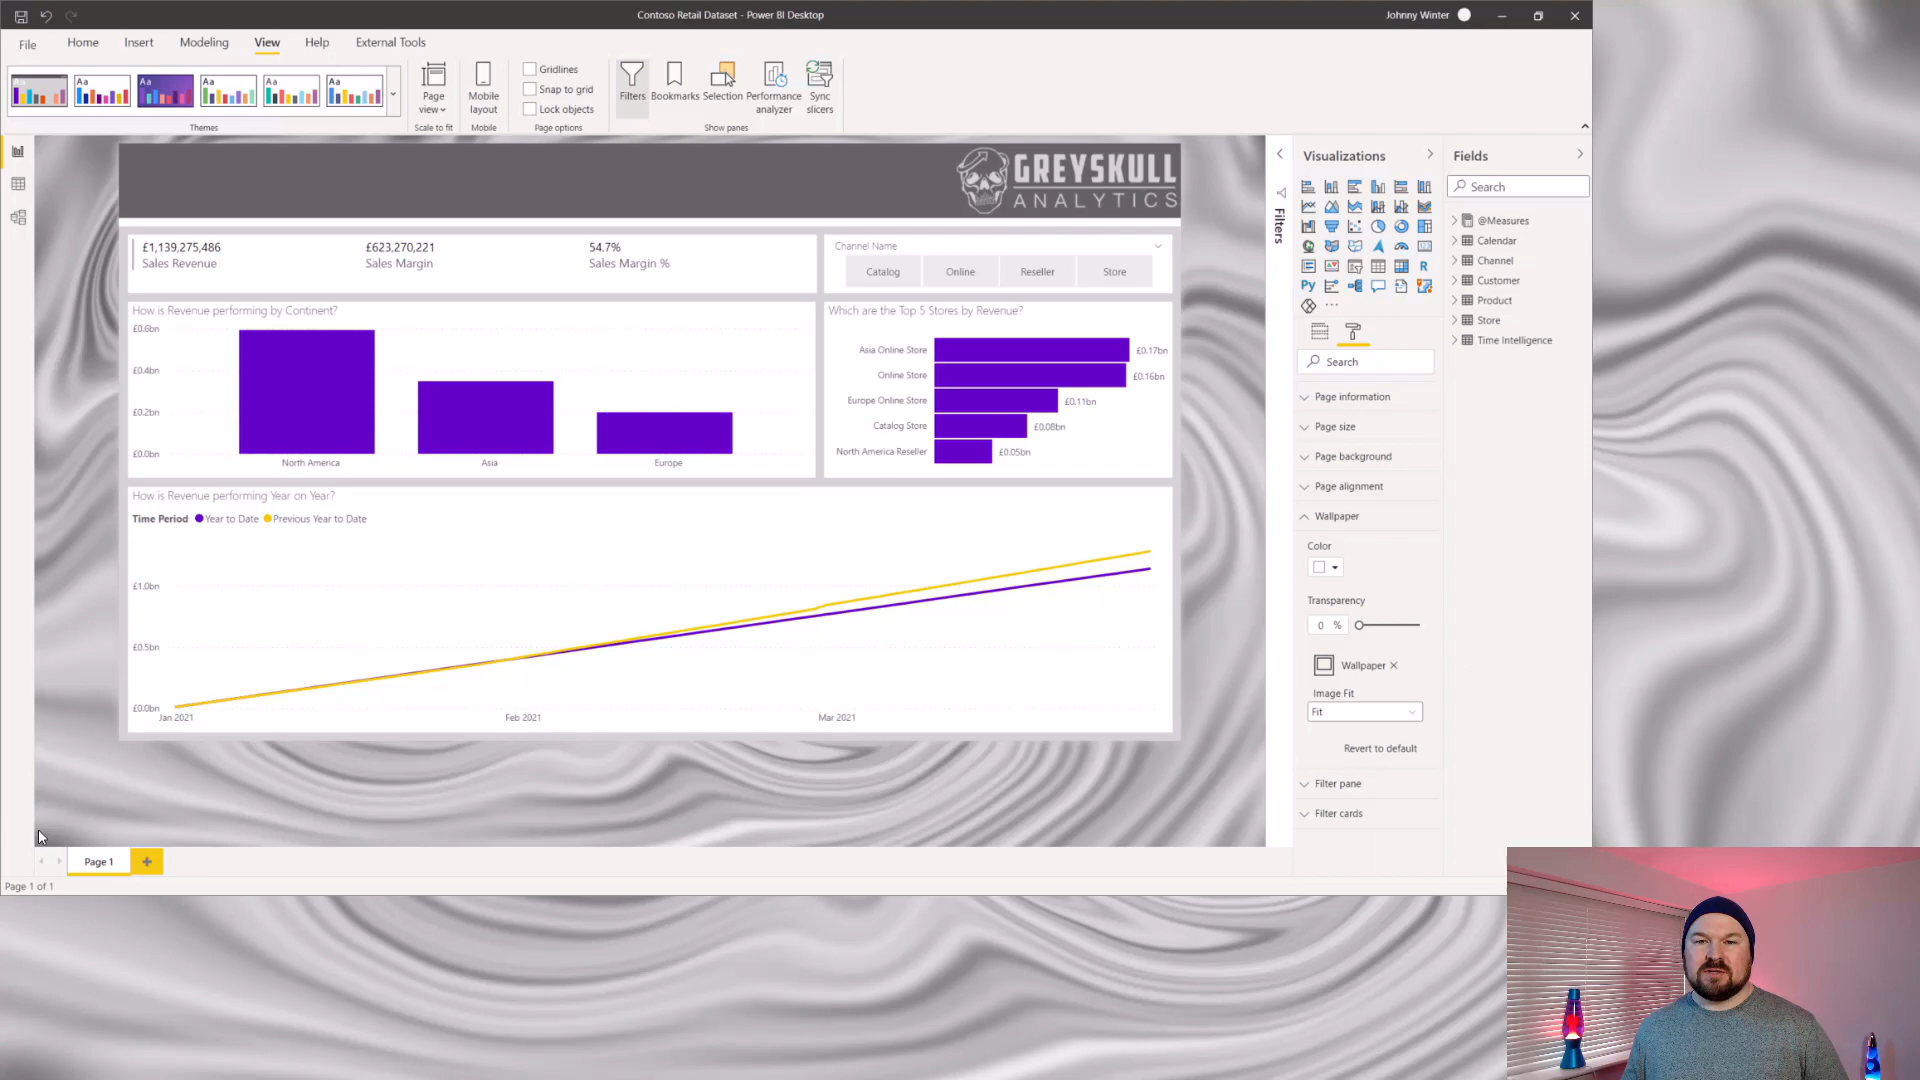 Contoso Retail Dataset - Power BI Desktop
Johnny Winter
File
Home
Insert
Modeling
View
Help
External Tools
Aa
Aa
Aa
Aa
Aa
Aa
Page view
Mobile layout
Gridlines
Snap to grid
Lock objects
Filters
Bookmarks
Selection
Performance analyzer
Sync slicers
Themes
Scale to fit
Mobile
Page options
Show panes
GREYSKULL
ANALYTICS
£1,139,275,486
Sales Revenue
£623,270,221
Sales Margin
54.7%
Sales Margin %
Channel Name
Catalog
Online
Reseller
Store
How is Revenue performing by Continent?
£0.6bn
£0.4bn
£0.2bn
£0.0bn
North America
Asia
Europe
Which are the Top 5 Stores by Revenue?
Asia Online Store
£0.17bn
Online Store
£0.16bn
Europe Online Store
£0.11bn
Catalog Store
£0.08bn
North America Reseller
£0.05bn
How is Revenue performing Year on Year?
Time Period
Year to Date
Previous Year to Date
£1.0bn
£0.5bn
£0.0bn
Jan 2021
Feb 2021
Mar 2021
Filters
Visualizations
R
Py
Search
Page information
Page size
Page background
Page alignment
Wallpaper
Color
Transparency
0 %
Wallpaper
Image Fit
Fit
Revert to default
Filter pane
Filter cards
Fields
Search
@Measures
Calendar
Channel
Customer
Product
Store
Time Intelligence
Page 1
Page 1 of 1